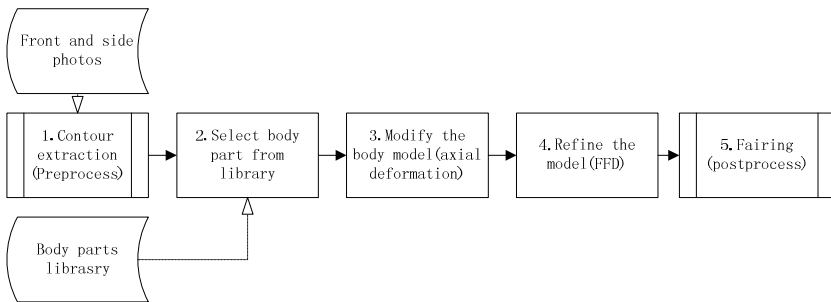 Front and side
photos
1.Contour
extraction
(Preprocess)
2.Select body
part from
library
3.Modify the
body model(axial
deformation)
4.Refine the
model(FFD)
5.Fairing
(postprocess)
Body parts
librasry